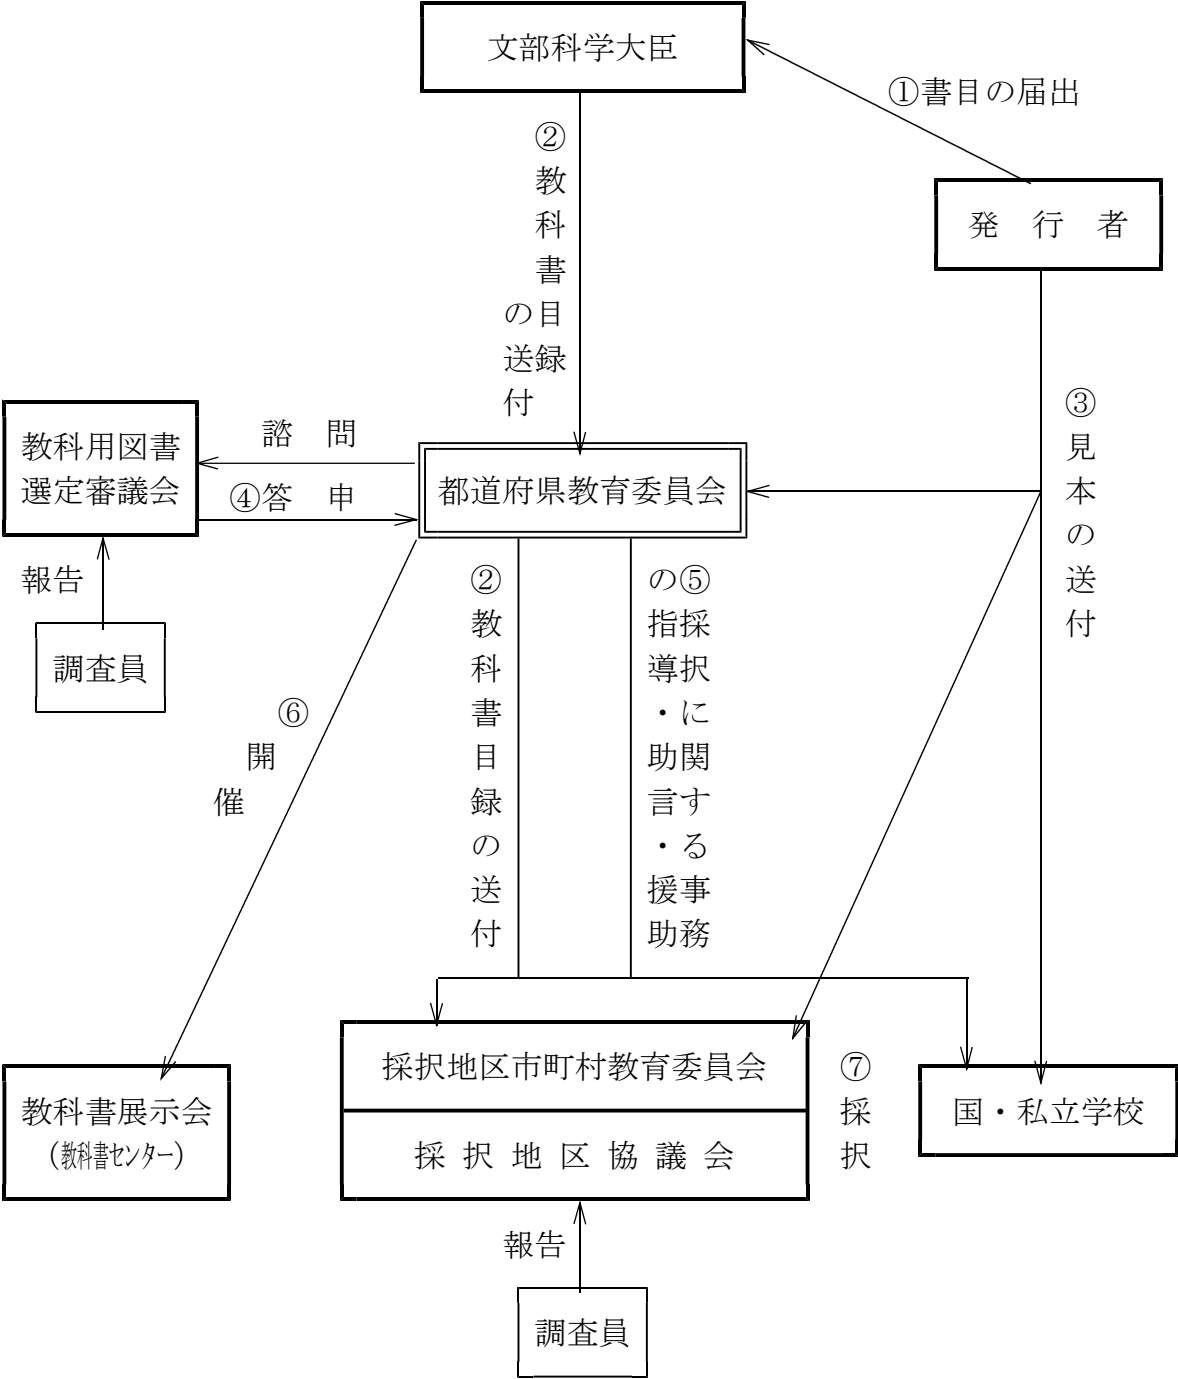 文部科学大臣
①書目の届出
発　行　者
②教科書目録
の送付
③見本の送付
教科用図書
選定審議会
諮　問
④答　申
都道府県教育委員会
報告
調査員
⑥開催
②教科書目録の送付
⑤採択に関する事務
の指導・助言・援助
教科書展示会
（教科書センター）
採択地区市町村教育委員会
採択地区協議会
⑦採択
国・私立学校
報告
調査員